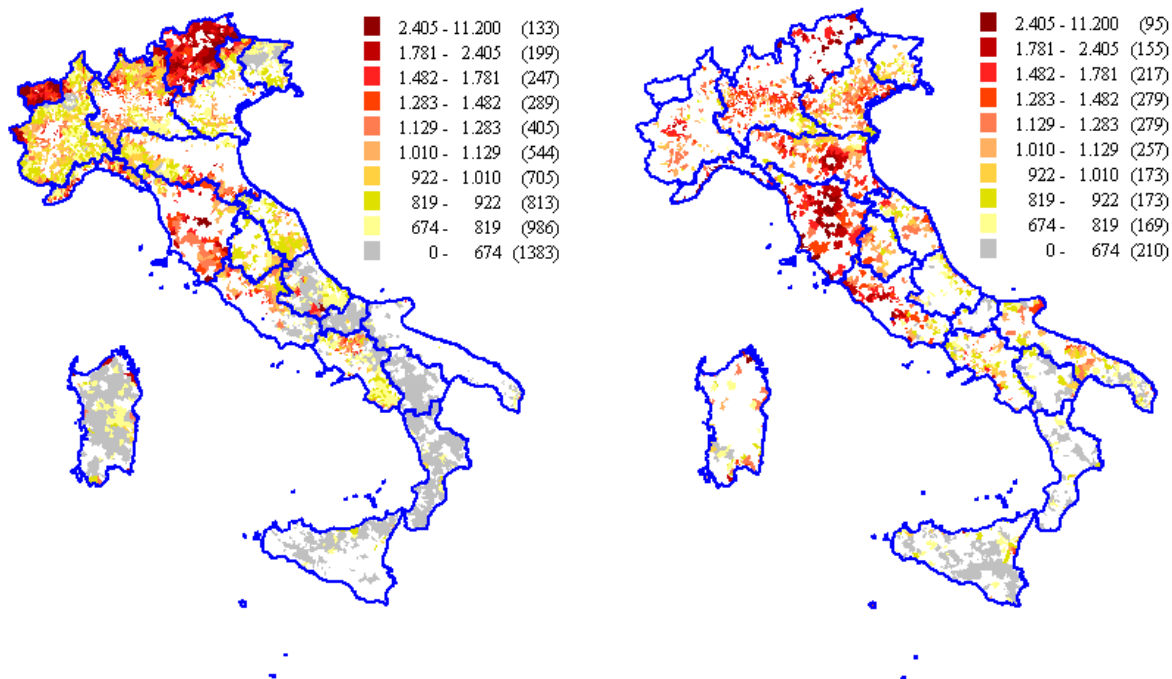 2.405 - 11.200 (133)
1.781 - 2.405 (199)
1.482 - 1.781 (247)
1.283 - 1.482 (289)
1.129 - 1.283 (405)
1.010 - 1.129 (544)
922 - 1.010 (705)
819 - 922 (813)
674 - 819 (986)
0 - 674 (1383)
2.405 - 11.200 (95)
1.781 - 2.405 (155)
1.482 - 1.781 (217)
1.283 - 1.482 (279)
1.129 - 1.283 (279)
1.010 - 1.129 (257)
922 - 1.010 (173)
819 - 922 (173)
674 - 819 (169)
0 - 674 (210)